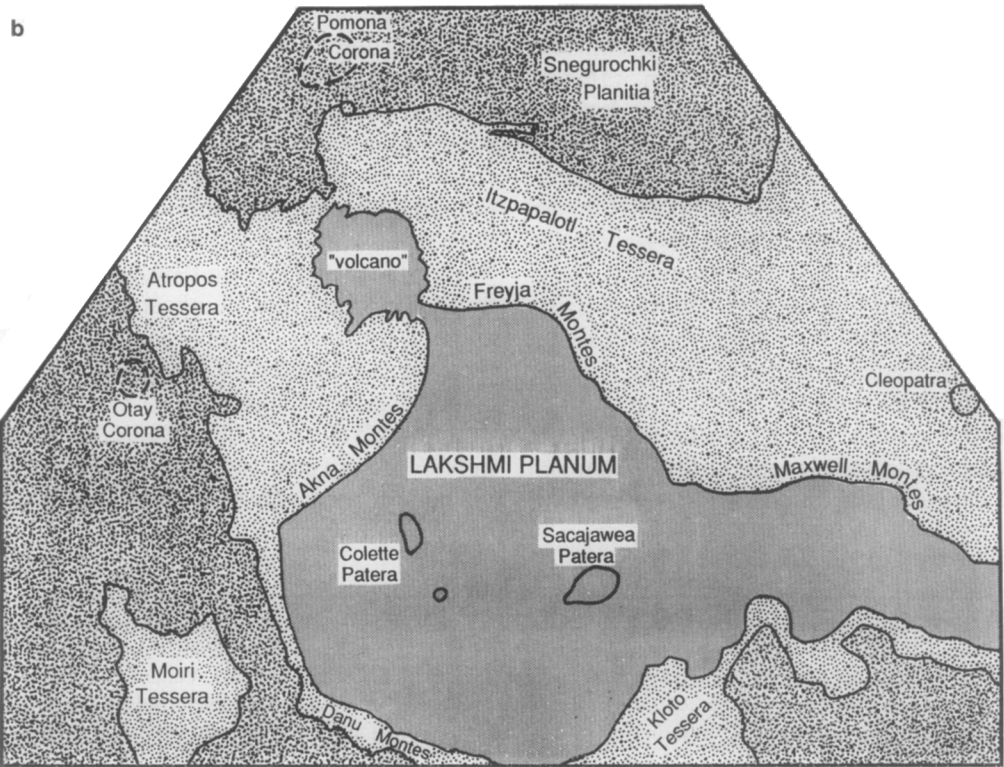 b
Pomona
Corona
Snegurochki
Planitia
Itzpapalotl Tessera
"volcano"
Atropos
Tessera
Freyja Montes
Cleopatra
Otay
Corona
Akna Montes
LAKSHMI PLANUM
Maxwell Montes
Colette
Patera
Sacajawea
Patera
Moiri
Tessera
Danu Montes
Kloto
Tessera